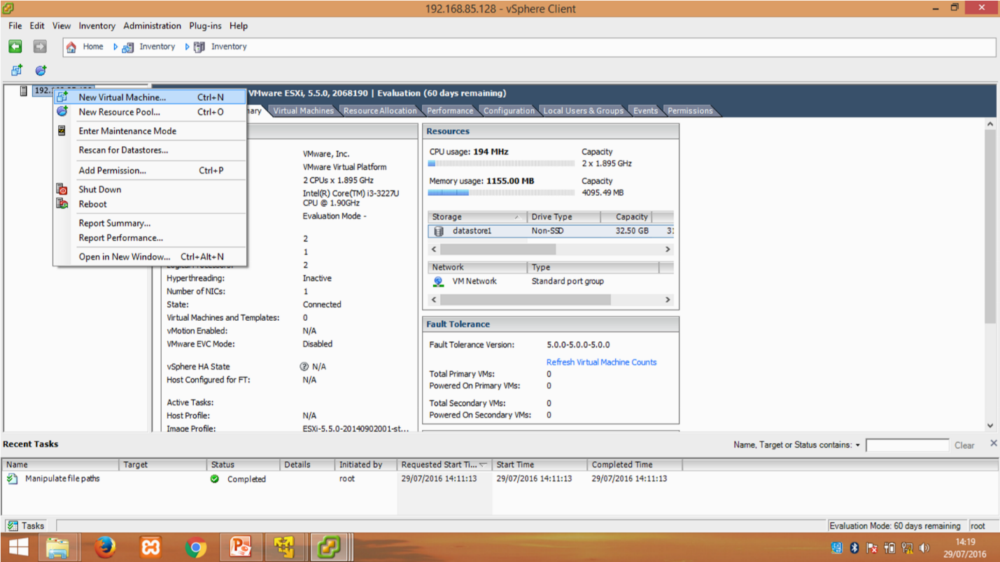 192.168.85.128 - vSphere Client
File Edit View Inventory Administration Plug-ins Help
Home Inventory Inventory
New Virtual Machine... Ctrl+N
New Resource Pool... Ctrl+O
Enter Maintenance Mode
Rescan for Datastores...
Add Permission... Ctrl+P
Shut Down
Reboot
Report Summary...
Report Performance...
Open in New Window... Ctrl+Alt+N
VMware ESXi, 5.5.0, 2068190 | Evaluation (60 days remaining)
Virtual Machines Resource Allocation Performance Configuration Local Users & Groups Events Permissions
VMware, Inc.
VMware Virtual Platform
2 CPUs x 1.895 GHz
Intel(R) Core(TM) i3-3227U
CPU @ 1.90GHz
Evaluation Mode -
2
1
2
Hyperthreading: Inactive
Number of NICs: 1
State: Connected
Virtual Machines and Templates: 0
vMotion Enabled: N/A
VMware EVC Mode: Disabled
vSphere HA State N/A
Host Configured for FT: N/A
Active Tasks:
Host Profile: N/A
Image Profile: ESXi-5.5.0-20140902001-st...
Resources
CPU usage: 194 MHz Capacity
2 x 1.895 GHz
Memory usage: 1155.00 MB Capacity
4095.49 MB
Storage Drive Type Capacity
datastore1 Non-SSD 32.50 GB
Network Type
VM Network Standard port group
Fault Tolerance
Fault Tolerance Version: 5.0.0-5.0.0-5.0.0
Refresh Virtual Machine Counts
Total Primary VMs: 0
Powered On Primary VMs: 0
Total Secondary VMs: 0
Powered On Secondary VMs: 0
Recent Tasks
Name, Target or Status contains: Clear
Name Target Status Details Initiated by Requested Start Ti... Start Time Completed Time
Manipulate file paths Completed root 29/07/2016 14:11:13 29/07/2016 14:11:13 29/07/2016 14:11:13
Tasks Evaluation Mode: 60 days remaining root
14:19
29/07/2016